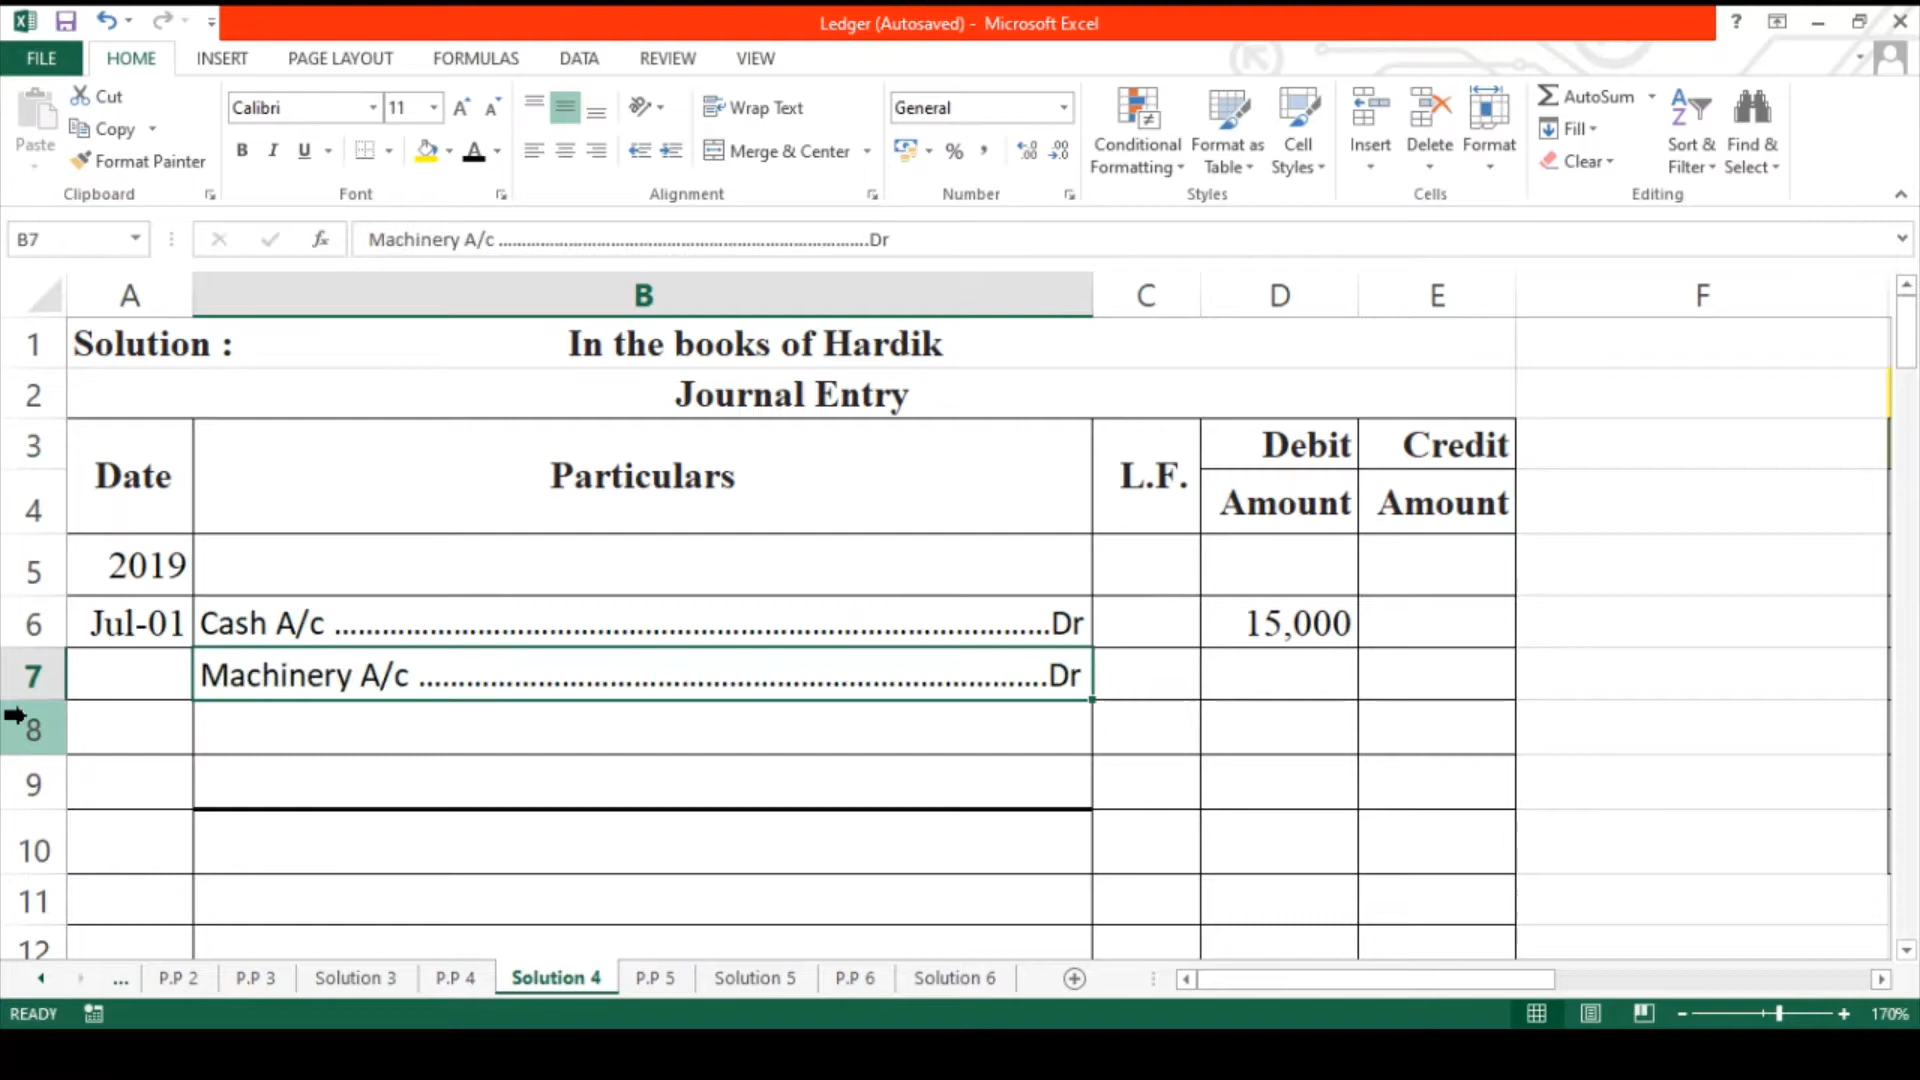 Ledger (Autosaved) - Microsoft Excel
?
FILE HOME INSERT PAGE LAYOUT FORMULAS DATA REVIEW VIEW
Paste
Cut
Copy
Format Painter
Clipboard
Calibri 11
B I U
Font
Wrap Text
Merge & Center
Alignment
General
%
Number
Conditional Formatting
Format as Table
Cell Styles
Styles
Insert
Delete
Format
Cells
AutoSum
Fill
Clear
Sort & Filter
Find & Select
Editing
B7 fx Machinery A/c ..........................................................................Dr
A B C D E F
1 Solution : In the books of Hardik
2 Journal Entry
3 Debit Credit
Date Particulars L.F.
4 Amount Amount
5 2019
6 Jul-01 Cash A/c ..........................................................................Dr 15,000
7 Machinery A/c ..........................................................................Dr
8
9
10
11
12
... P.P 2 P.P 3 Solution 3 P.P 4 Solution 4 P.P 5 Solution 5 P.P 6 Solution 6
READY 170%